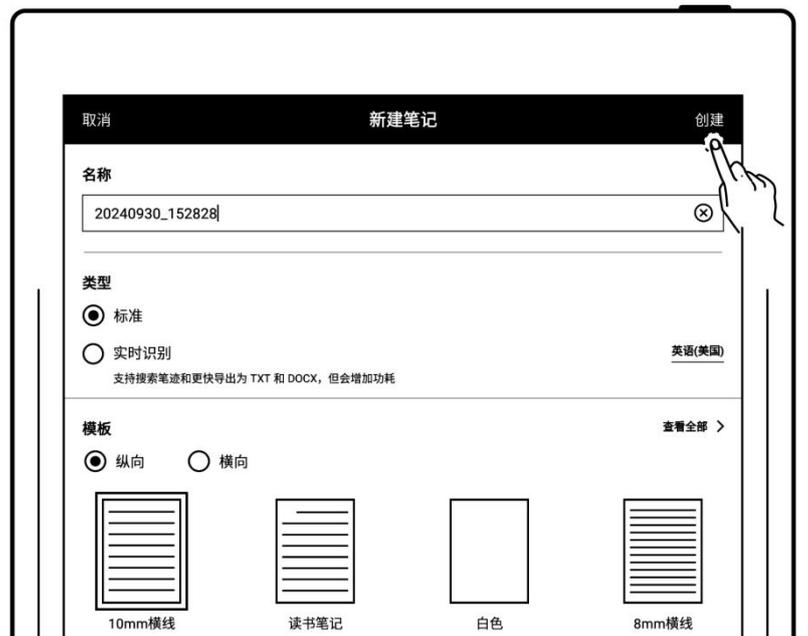 取消 新建笔记 创建
名称
20240930_152828
类型
标准
实时识别 英语(美国)
支持搜索笔迹和更快导出为 TXT 和 DOCX，但会增加功耗
模板 查看全部
纵向 横向
10mm横线 读书笔记 白色 8mm横线